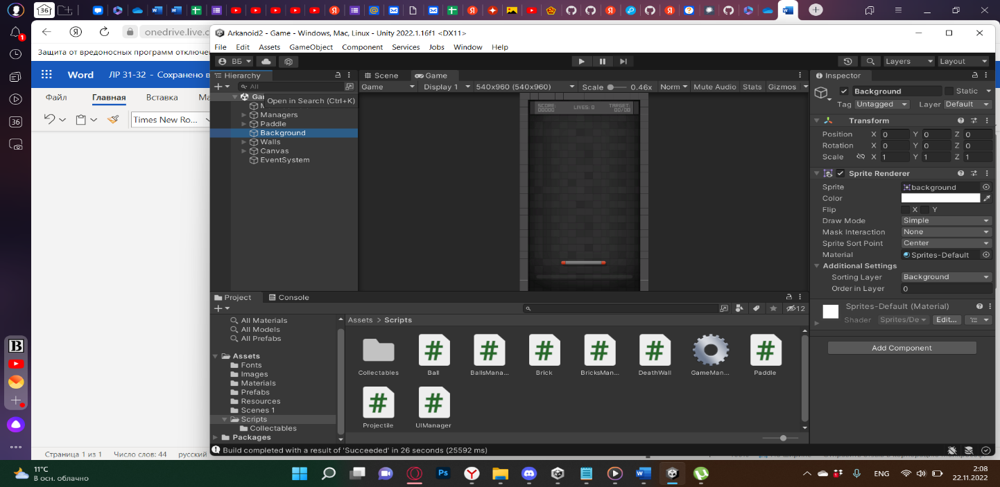 36
1
36
B
onedrive.live.c
Защита от вредоносных программ отключе
Word ЛР 31-32 - Сохранено в
Файл Главная Вставка Ма
Times New Ro...
Страница 1 из 1 Число слов: 44 русский
Arkanoid2 - Game - Windows, Mac, Linux - Unity 2022.1.16f1 <DX11>
File Edit Assets GameObject Component Services Jobs Window Help
ВБ
Layers Layout
Hierarchy
All
Open in Search (Ctrl+K)
Managers
Paddle
Background
Walls
Canvas
EventSystem
Scene Game
Game Display 1 540x960 (540x960) Scale 0.46x Norm Mute Audio Stats Gizmos
SCORE: 00000 LIVES: 0 TARGET: 00/00
Inspector
Background Static
Tag Untagged Layer Default
Transform
Position X 0 Y 0 Z 0
Rotation X 0 Y 0 Z 0
Scale X 1 Y 1 Z 1
Sprite Renderer
Sprite background
Color
Flip X Y
Draw Mode Simple
Mask Interaction None
Sprite Sort Point Center
Material Sprites-Default
Additional Settings
Sorting Layer Background
Order in Layer 0
Sprites-Default (Material)
Shader Sprites/De Edit...
Add Component
Project Console
12
All Materials
All Models
All Prefabs
Assets
Fonts
Images
Materials
Prefabs
Resources
Scenes 1
Scripts
Collectables
Packages
Assets > Scripts
Collectables Ball BallsMana... Brick BricksMan... DeathWall GameMan... Paddle
Projectile UIManager
Build completed with a result of 'Succeeded' in 26 seconds (25592 ms)
11°C
В осн. облачно
Ps
ENG
2:08
22.11.2022